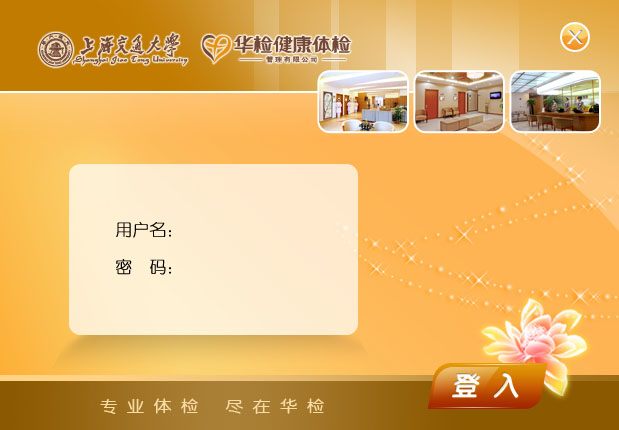 上海交通大学
Shanghai Jiao Tong University
华检健康体检
管理有限公司
用户名:
密 码:
登 入
专业体检 尽在华检